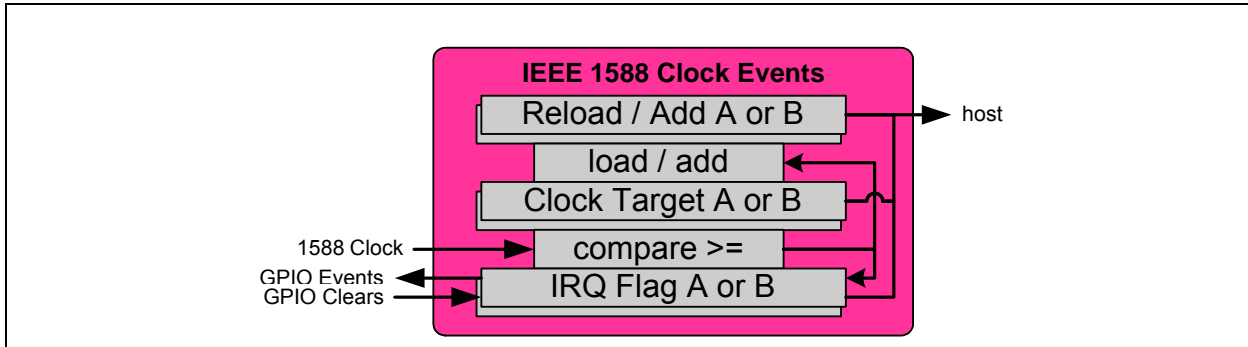 IEEE 1588 Clock Events
Reload / Add A or B
host
load / add
Clock Target A or B
1588 Clock
compare >=
GPIO Events
GPIO Clears
IRQ Flag A or B